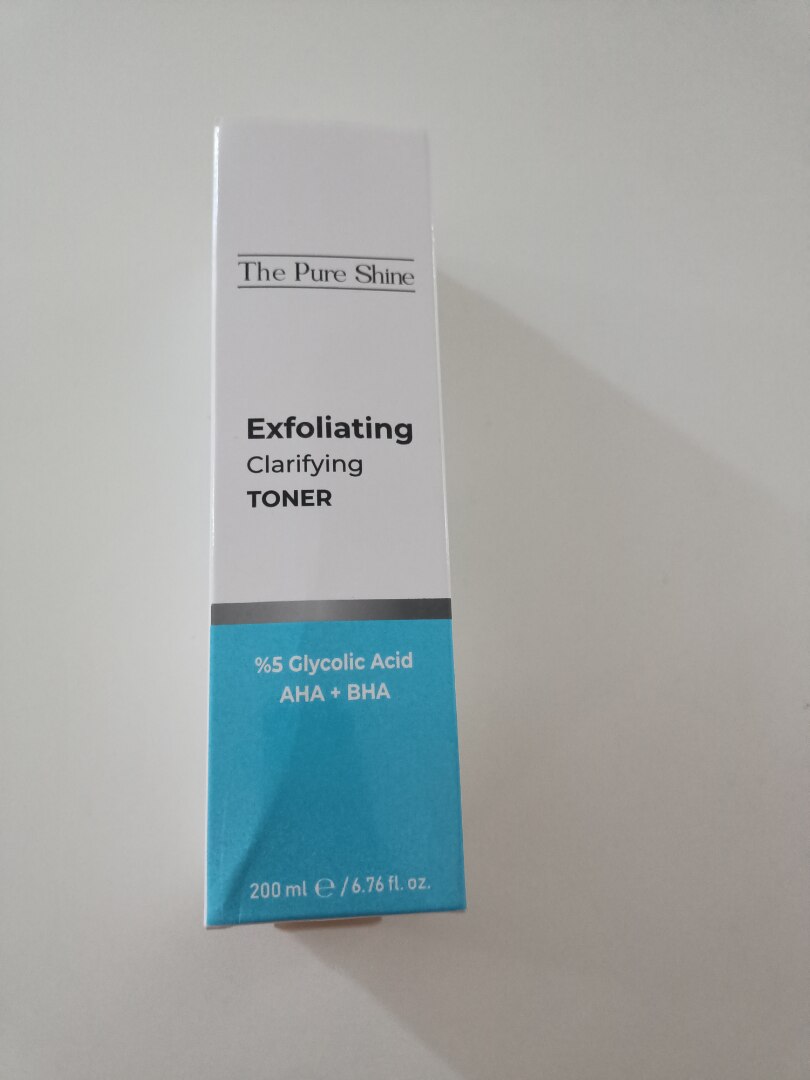 The Pure Shine
Exfoliating
Clarifying
TONER
%5 Glycolic Acid
AHA + BHA
200 ml ℮ / 6.76 fl. oz.